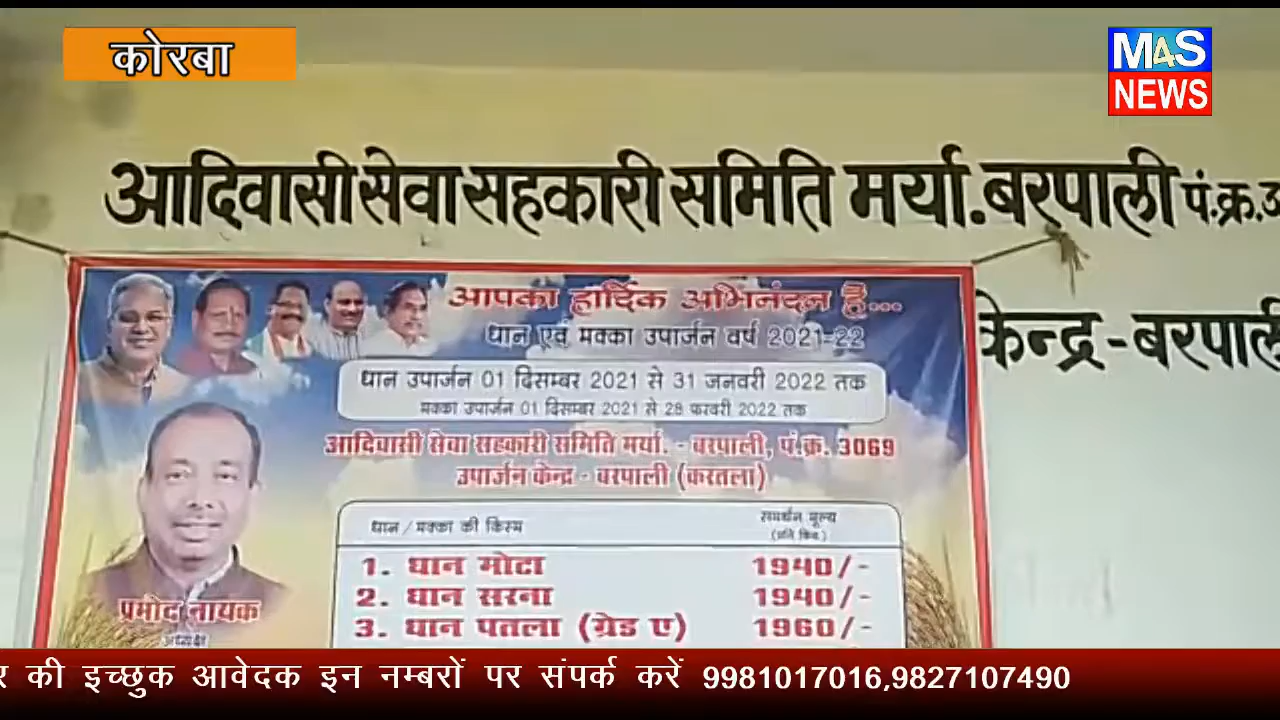 कोरबा
M4S
NEWS
आदिवासी सेवा सहकारी समिति मर्या. बरपाली पं.क्र.
केन्द्र - बरपाली
आपका हार्दिक अभिनंदन है...
धान एवं मक्का उपार्जन वर्ष 2021-22
धान उपार्जन 01 दिसम्बर 2021 से 31 जनवरी 2022 तक
मक्का उपार्जन 01 दिसम्बर 2021 से 28 फरवरी 2022 तक
आदिवासी सेवा सहकारी समिति मर्या. - बरपाली, पं.क्र. 3069
उपार्जन केन्द्र - बरपाली (करतला)
धान / मक्का की किस्म समर्थन मूल्य
(प्रति क्विं.)
1. धान मोटा 1940/-
2. धान सरना 1940/-
3. धान पतला (ग्रेड ए) 1960/-
प्रमोद नायक
र की इच्छुक आवेदक इन नम्बरों पर संपर्क करें 9981017016,9827107490